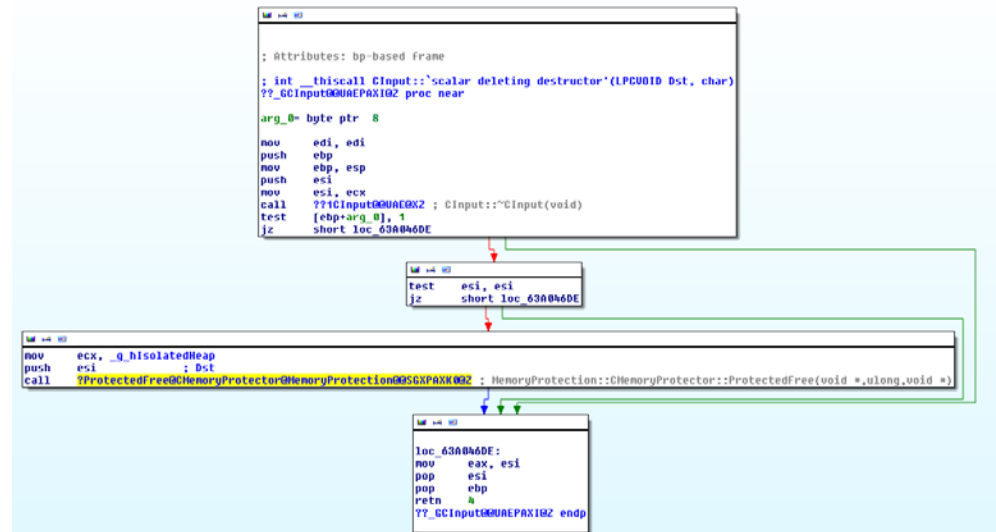 ; Attributes: bp-based frame
; int __thiscall CInput::`scalar deleting destructor'(LPCVOID Dst, char)
??_GCInput@@UAEPAXI@Z proc near
arg_0= byte ptr  8
mov     edi, edi
push    ebp
mov     ebp, esp
push    esi
mov     esi, ecx
call    ??1CInput@@UAE@XZ ; CInput::~CInput(void)
test    [ebp+arg_0], 1
jz      short loc_63A046DE
test    esi, esi
jz      short loc_63A046DE
mov     ecx, _g_hIsolatedHeap
push    esi             ; Dst
call    ?ProtectedFree@CMemoryProtector@MemoryProtection@@SGXPAXK0@Z ; MemoryProtection::CMemoryProtector::ProtectedFree(void *,ulong,void *)
loc_63A046DE:
mov     eax, esi
pop     esi
pop     ebp
retn    4
??_GCInput@@UAEPAXI@Z endp